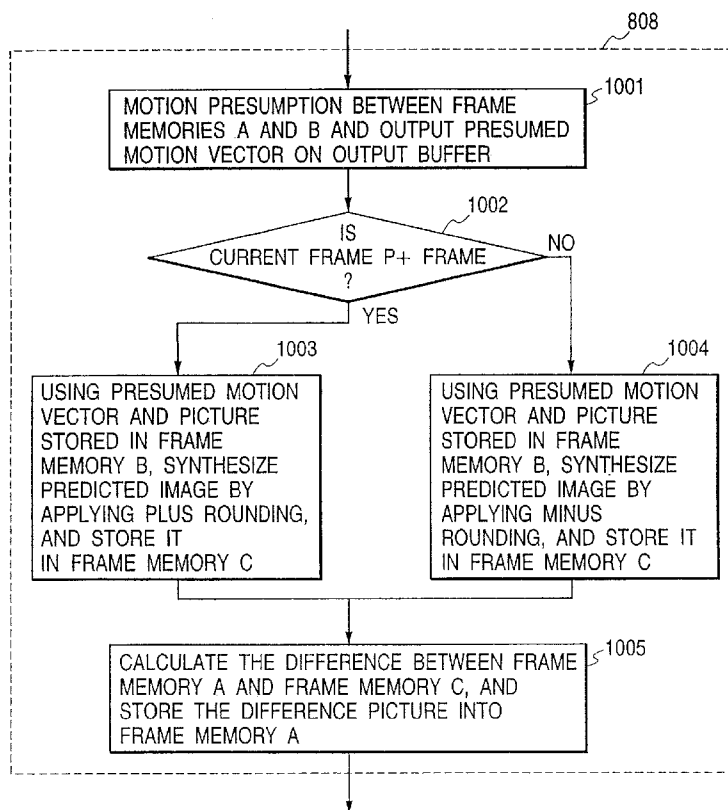 808
1001
MOTION PRESUMPTION BETWEEN FRAME
MEMORIES A AND B AND OUTPUT PRESUMED
MOTION VECTOR ON OUTPUT BUFFER
1002
IS
CURRENT FRAME P+ FRAME
?
NO
YES
1003
USING PRESUMED MOTION
VECTOR AND PICTURE
STORED IN FRAME
MEMORY B, SYNTHESIZE
PREDICTED IMAGE BY
APPLYING PLUS ROUNDING,
AND STORE IT
IN FRAME MEMORY C
1004
USING PRESUMED MOTION
VECTOR AND PICTURE
STORED IN FRAME
MEMORY B, SYNTHESIZE
PREDICTED IMAGE BY
APPLYING MINUS
ROUNDING, AND STORE IT
IN FRAME MEMORY C
1005
CALCULATE THE DIFFERENCE BETWEEN FRAME
MEMORY A AND FRAME MEMORY C, AND
STORE THE DIFFERENCE PICTURE INTO
FRAME MEMORY A